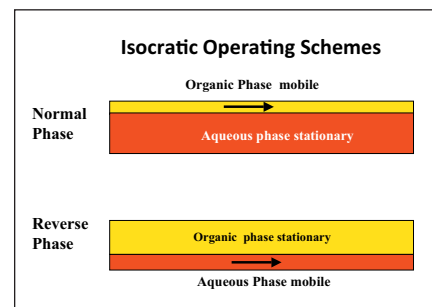 Isocratic Operating Schemes
Organic Phase mobile
Normal
Phase
Aqueous phase stationary
Reverse
Phase
Organic phase stationary
Aqueous Phase mobile